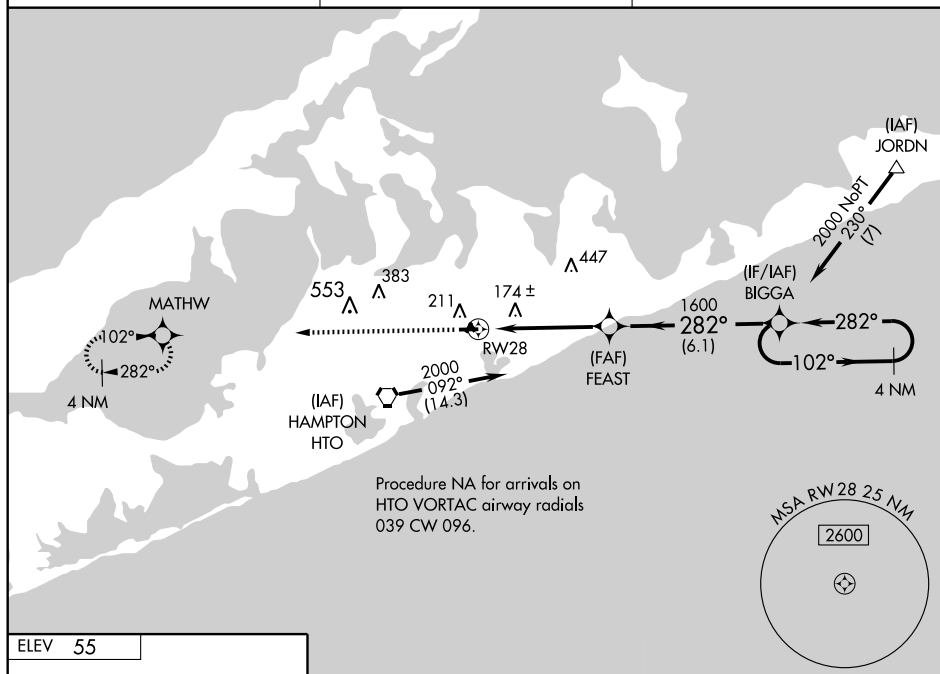 (IAF)
JORDN
2000 NoPT
230°
(7)
447
(IF/IAF)
BIGGA
383
553
211
174 ±
MATHW
1600
282°
(6.1)
282°
102°
RW28
102°
282°
4 NM
4 NM
(FAF)
FEAST
2000
092°
(14.3)
(IAF)
HAMPTON
HTO
Procedure NA for arrivals on
HTO VORTAC airway radials
039 CW 096.
MSA RW 28 25 NM
2600
ELEV 55